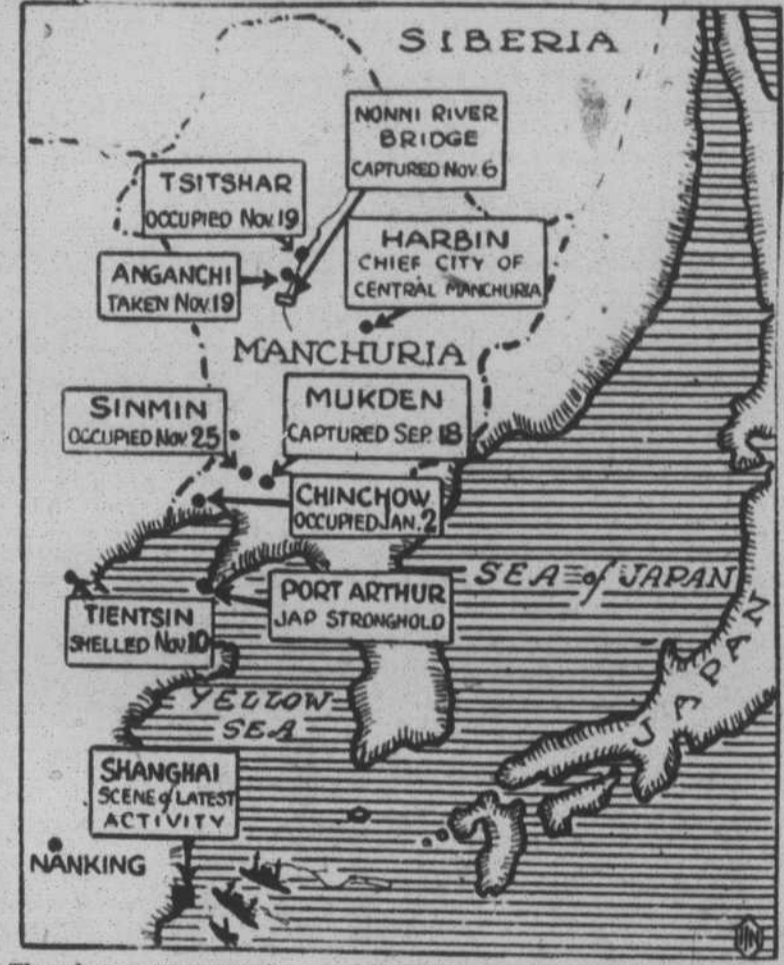 SIBERIA
NONNI RIVER
BRIDGE
CAPTURED NOV. 6
TSITSHAR
OCCUPIED NOV. 19
HARBIN
CHIEF CITY OF
CENTRAL MANCHURIA
ANGANCHI
TAKEN NOV. 19
MANCHURIA
SINMIN
OCCUPIED NOV. 25
MUKDEN
CAPTURED SEP. 18
CHINCHOW
OCCUPIED JAN. 2
SEA of JAPAN
PORT ARTHUR
JAP STRONGHOLD
TIENTSIN
SHELLED NOV. 10
JAPAN
YELLOW
SEA
SHANGHAI
SCENE of LATEST
ACTIVITY
NANKING